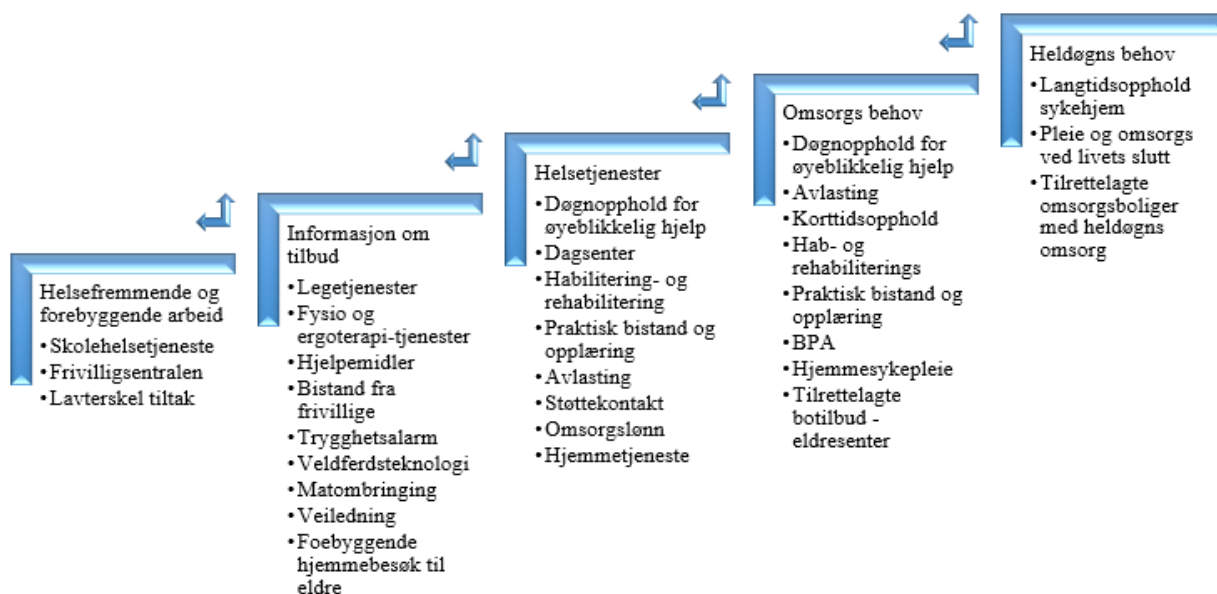 Helsefremmende og
forebyggende arbeid
•Skolehelsetjeneste
•Frivilligsentralen
•Lavterskel tiltak
Informasjon om
tilbud
•Legetjenester
•Fysio og
ergoterapi-tjenester
•Hjelpemidler
•Bistand fra
frivillige
•Trygghetsalarm
•Veldferdsteknologi
•Matombringing
•Veiledning
•Foebyggende
hjemmebesøk til
eldre
Helsetjenester
•Døgnopphold for
øyeblikkelig hjelp
•Dagsenter
•Habilitering- og
rehabilitering
•Praktisk bistand og
opplæring
•Avlasting
•Støttekontakt
•Omsorgslønn
•Hjemmetjeneste
Omsorgs behov
•Døgnopphold for
øyeblikkelig hjelp
•Avlasting
•Korttidsopphold
•Hab- og
rehabiliterings
•Praktisk bistand og
opplæring
•BPA
•Hjemmesykepleie
•Tilrettelagte
botilbud -
eldresenter
Heldøgns behov
•Langtidsopphold
sykehjem
•Pleie og omsorgs
ved livets slutt
•Tilrettelagte
omsorgsboliger
med heldøgns
omsorg